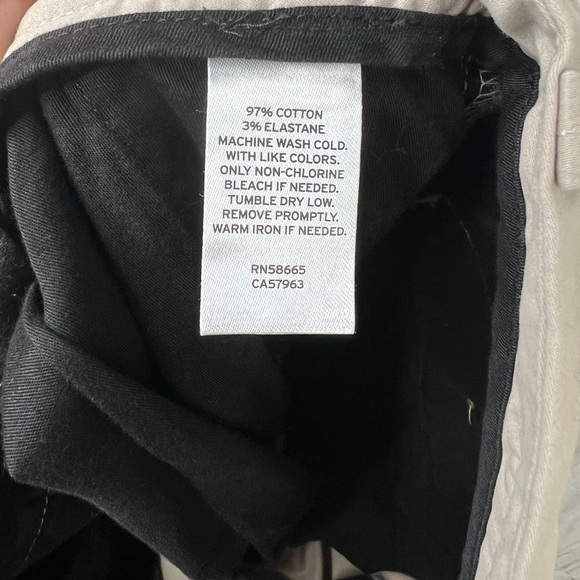 97% COTTON
3% ELASTANE
MACHINE WASH COLD.
WITH LIKE COLORS.
ONLY NON-CHLORINE
BLEACH IF NEEDED.
TUMBLE DRY LOW.
REMOVE PROMPTLY.
WARM IRON IF NEEDED.
RN58665
CA57963